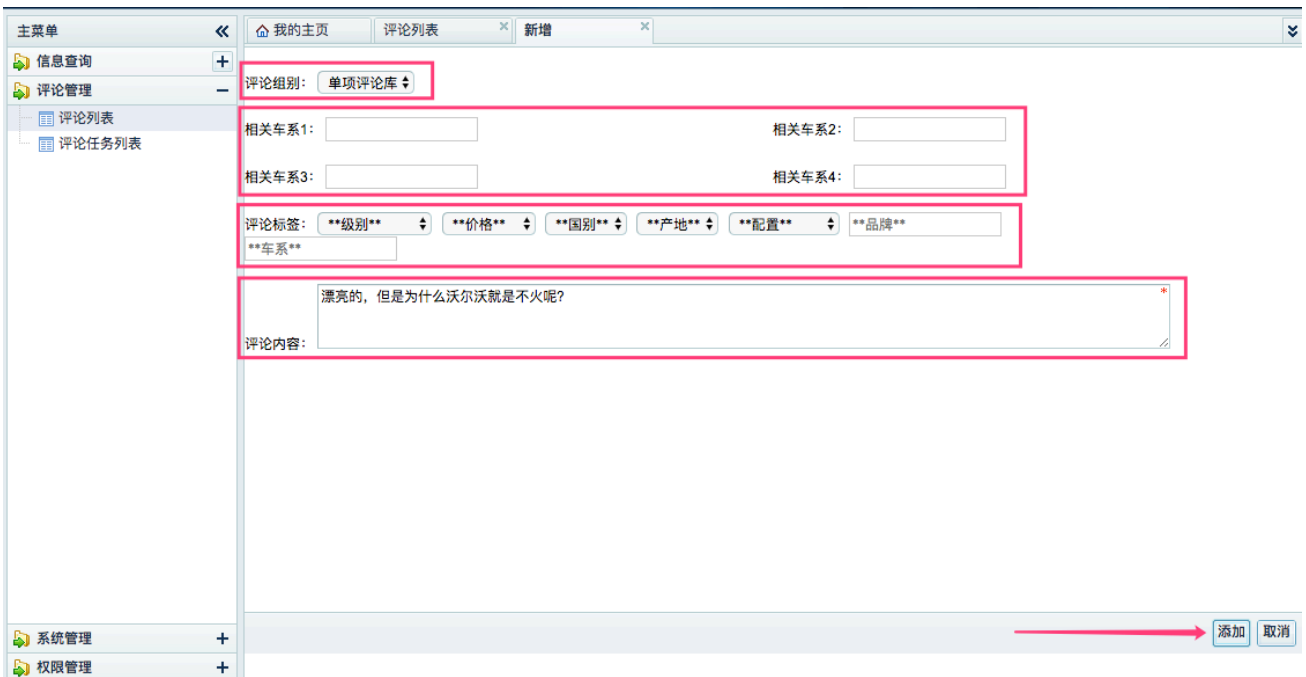 主菜单
我的主页 评论列表 新增
信息查询
评论管理
评论列表
评论任务列表
系统管理
权限管理
评论组别: 单项评论库
相关车系1: 相关车系2:
相关车系3: 相关车系4:
评论标签: **级别** **价格** **国别** **产地** **配置** **品牌**
**车系**
漂亮的，但是为什么沃尔沃就是不火呢? *
评论内容:
添加 取消